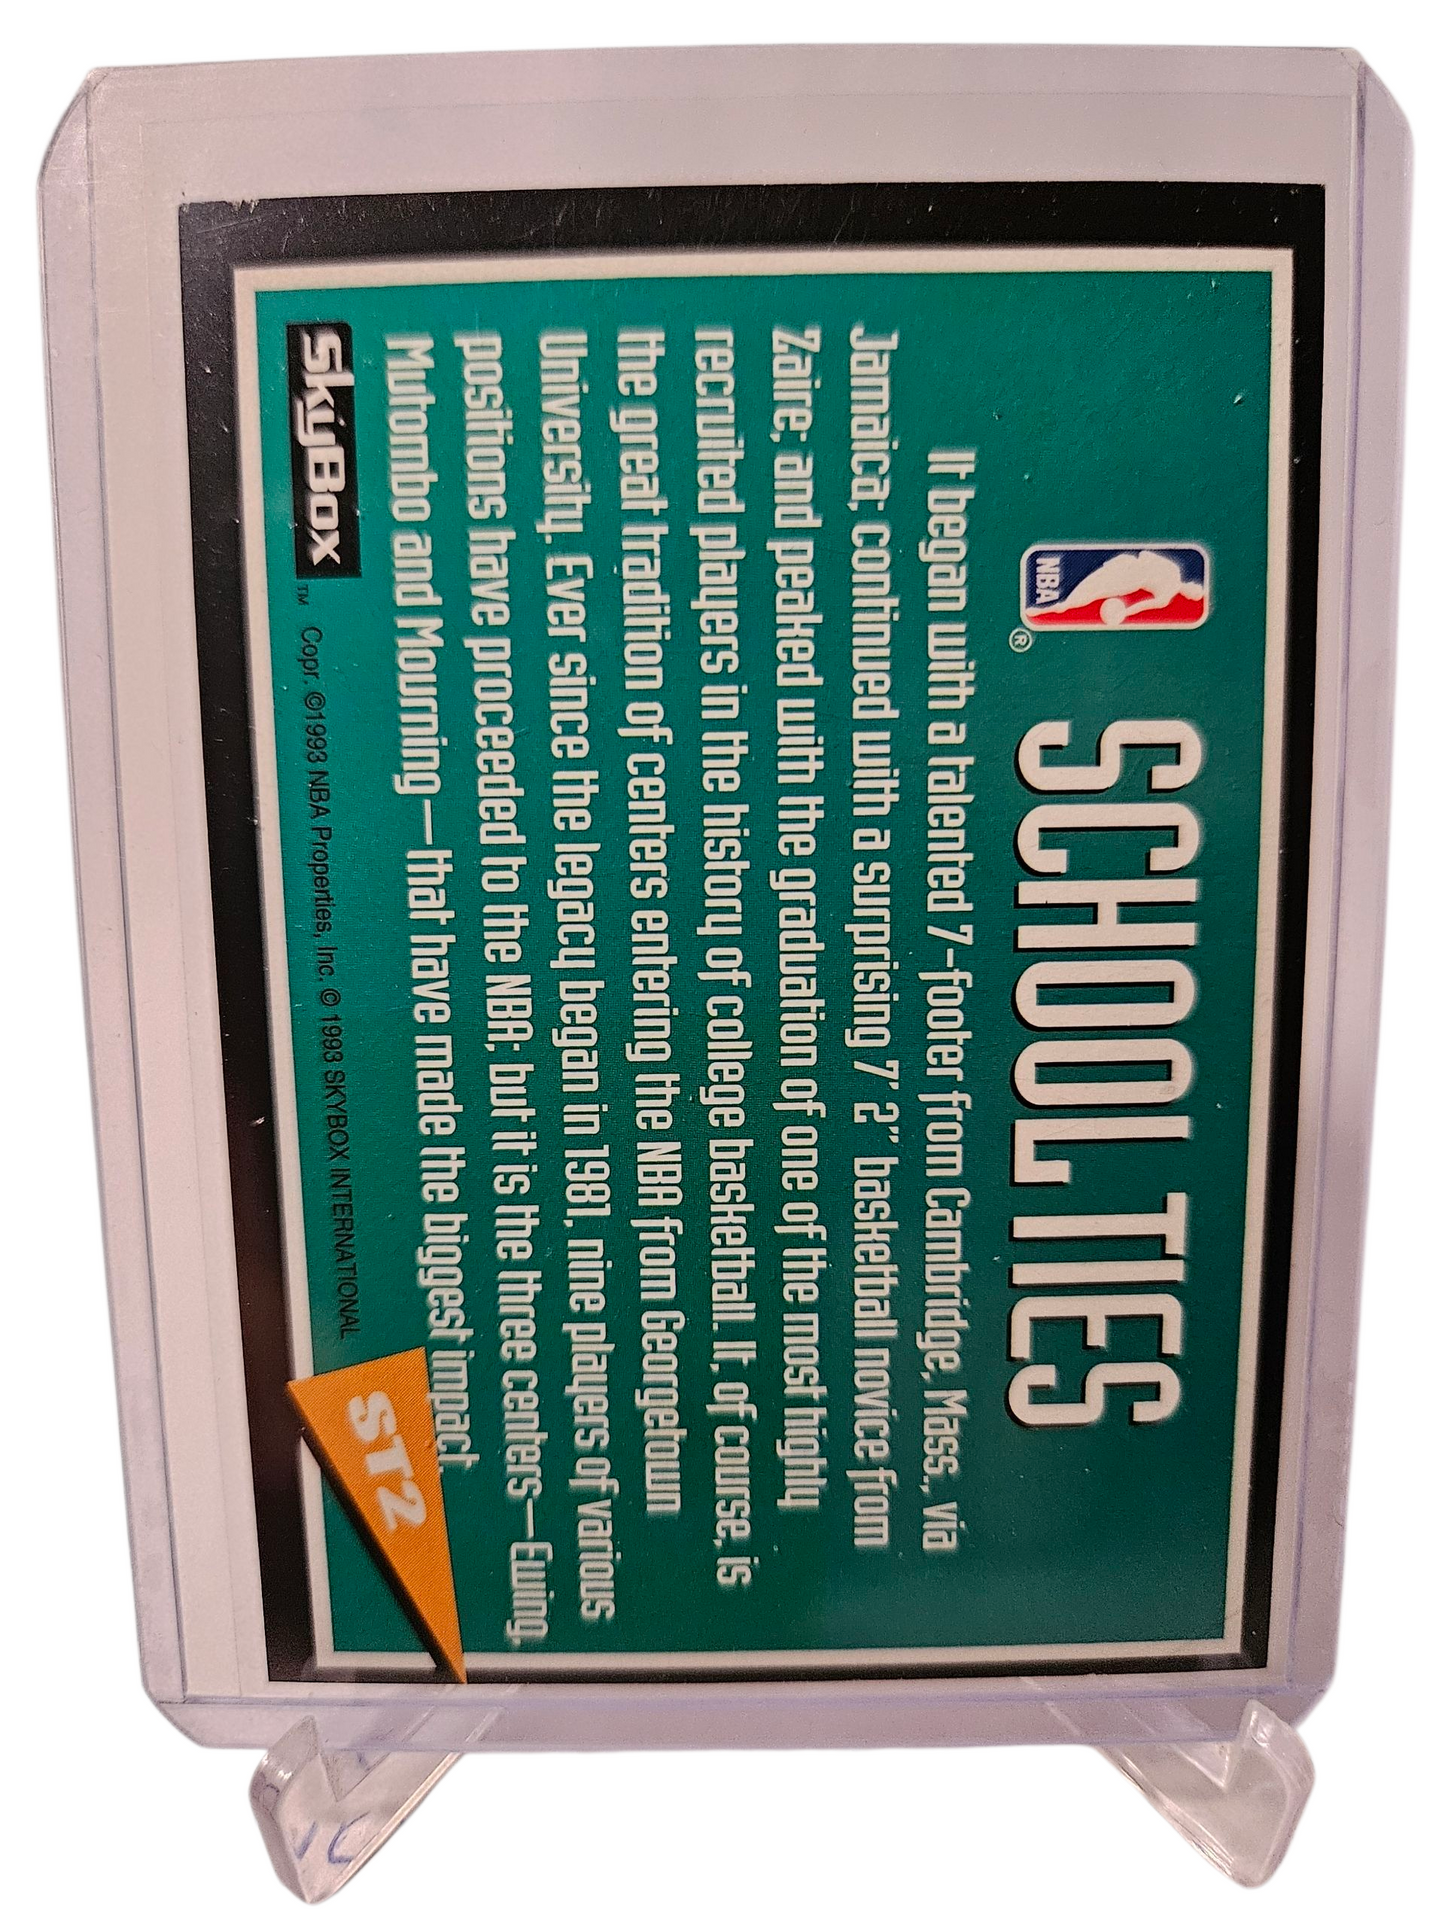 NBA ®
SCHOOL TIES
It began with a talented 7-footer from Cambridge, Mass., via
Jamaica; continued with a surprising 7' 2" basketball novice from
Zaire; and peaked with the graduation of one of the most highly
recruited players in the history of college basketball. It, of course, is
the great tradition of centers entering the NBA from Georgetown
University. Ever since the legacy began in 1981, nine players of various
positions have proceeded to the NBA; but it is the three centers—Ewing,
Mutombo and Mourning—that have made the biggest impact.
SkyBox ™ Copr. ©1993 NBA Properties, Inc. © 1993 SKYBOX INTERNATIONAL
ST2